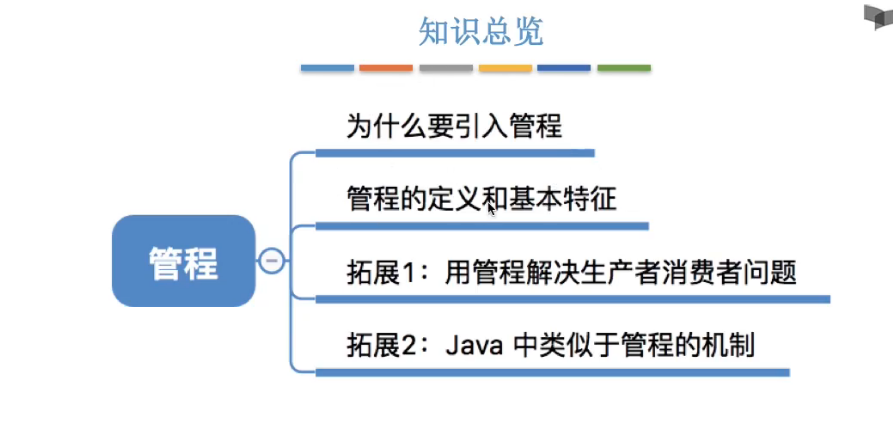 知识总览
为什么要引入管程
管程的定义和基本特征
管程
拓展1：用管程解决生产者消费者问题
拓展2：Java 中类似于管程的机制